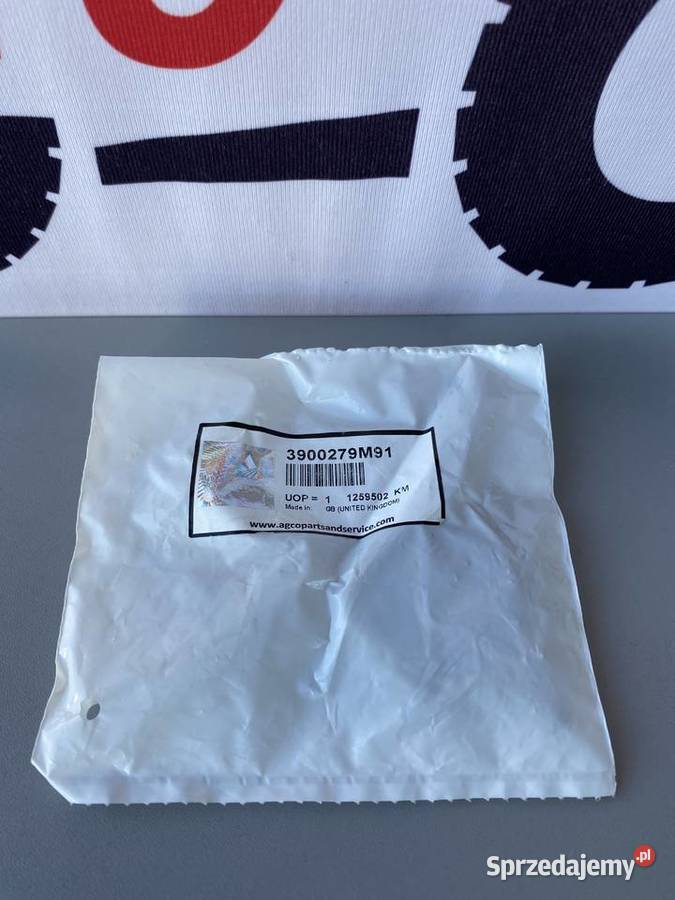 3900279M91
UOP = 1 1259502 KM
Made in: GB (UNITED KINGDOM)
www.agcopartsandservice.com
Sprzedajemy.pl